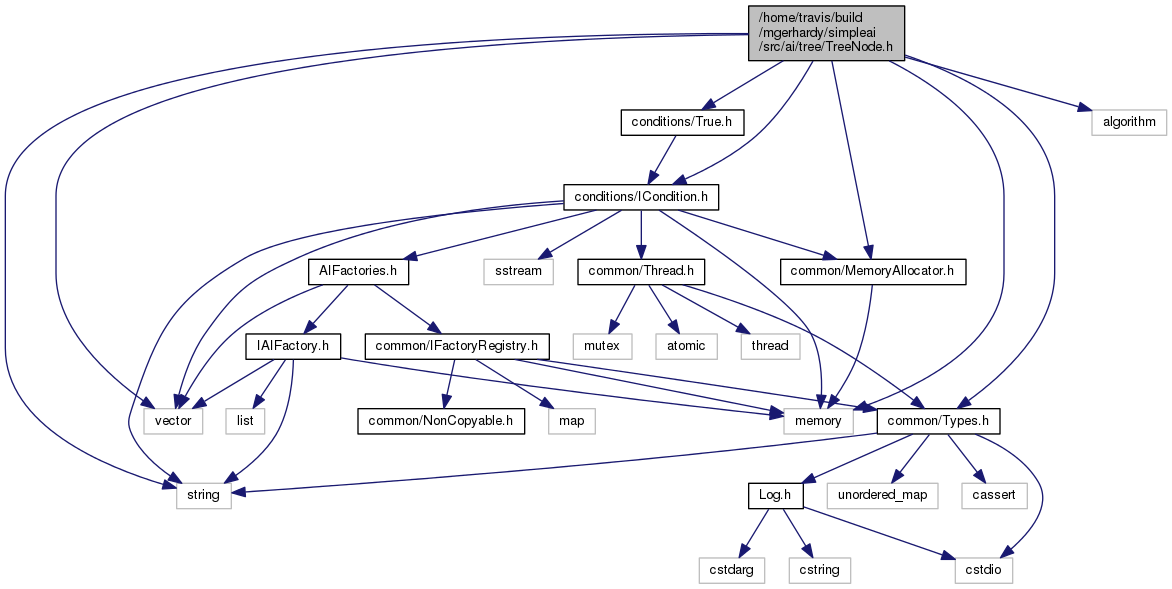 /home/travis/build
/mgerhardy/simpleai
/src/ai/tree/TreeNode.h
conditions/True.h
algorithm
conditions/ICondition.h
AIFactories.h
sstream
common/Thread.h
common/MemoryAllocator.h
IAIFactory.h
common/IFactoryRegistry.h
mutex
atomic
thread
vector
list
common/NonCopyable.h
map
memory
common/Types.h
string
Log.h
unordered_map
cassert
cstdarg
cstring
cstdio